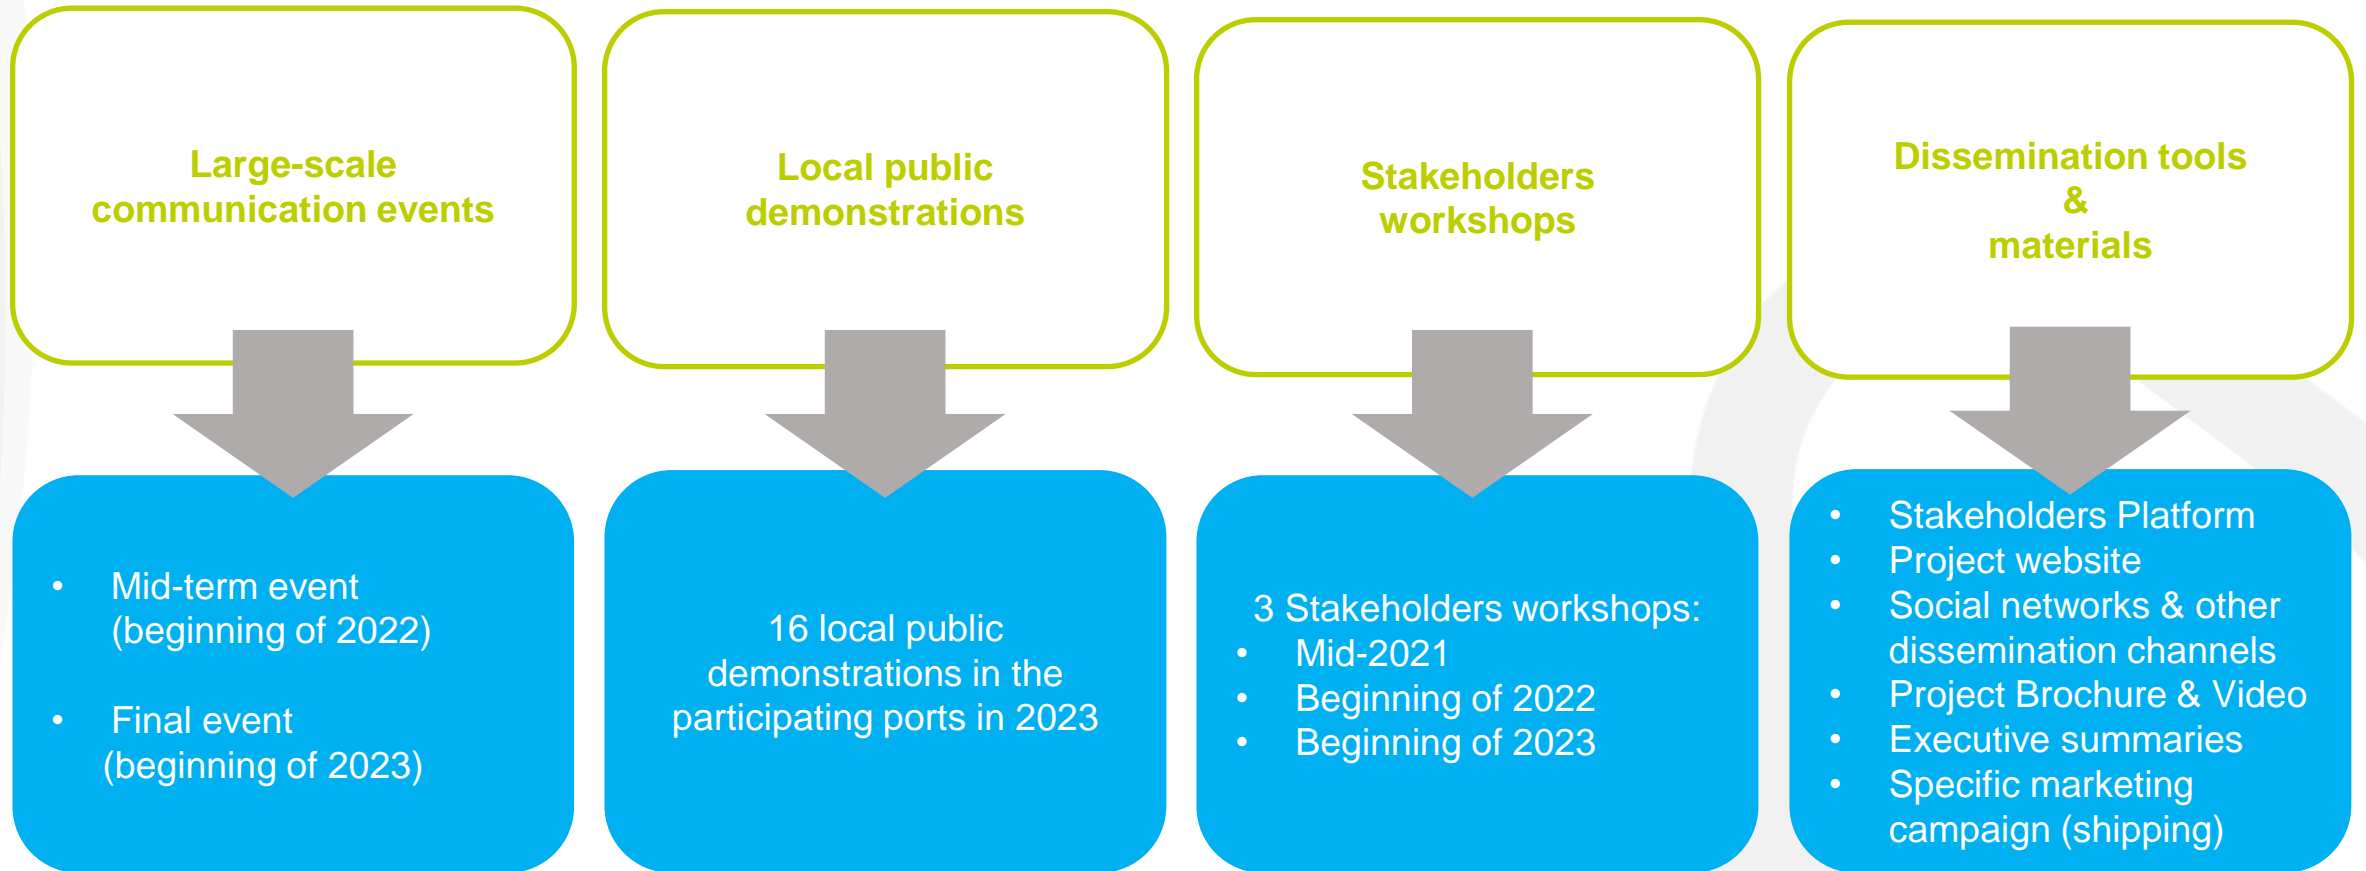 Large-scale
communication events
Local public
demonstrations
Stakeholders
workshops
Dissemination tools
&
materials
• Mid-term event
(beginning of 2022)
• Final event
(beginning of 2023)
16 local public
demonstrations in the
participating ports in 2023
3 Stakeholders workshops:
• Mid-2021
• Beginning of 2022
• Beginning of 2023
• Stakeholders Platform
• Project website
• Social networks & other
dissemination channels
• Project Brochure & Video
• Executive summaries
• Specific marketing
campaign (shipping)